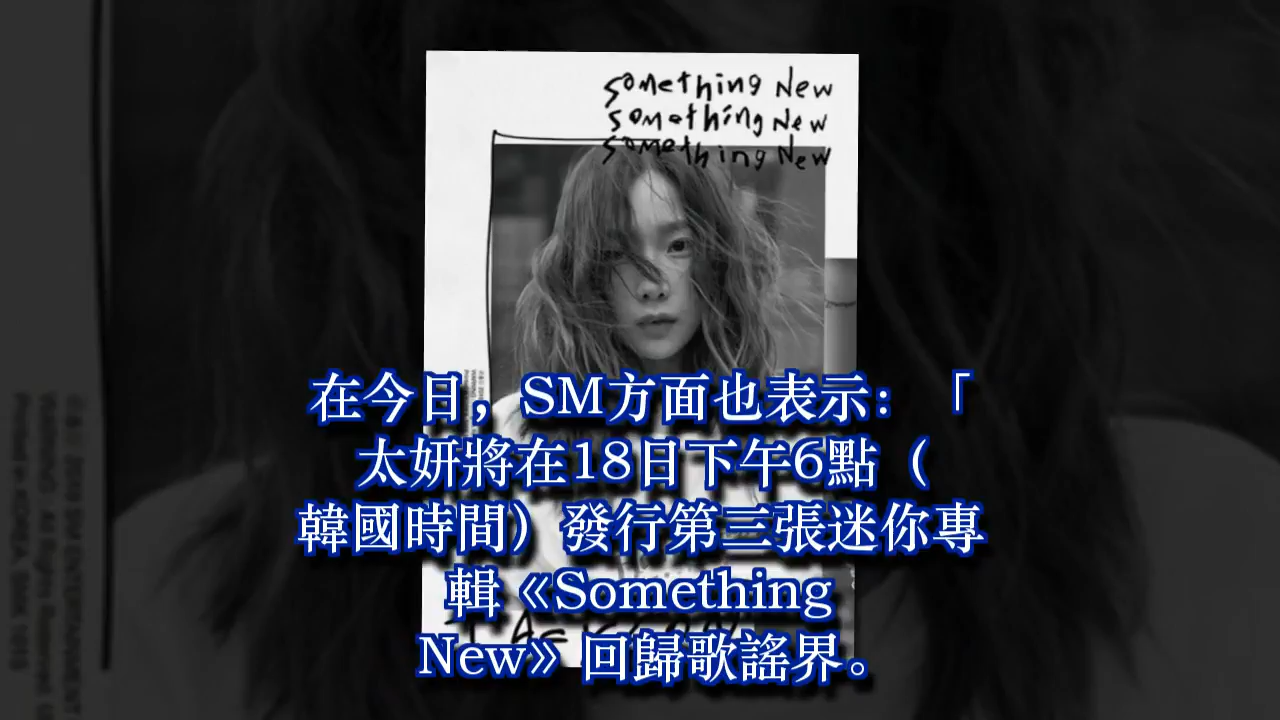 something New
something New
something New
在今日，SM方面也表示：「
太妍將在18日下午6點（
韓國時間）發行第三張迷你專
輯《Something
New》回歸歌謠界。